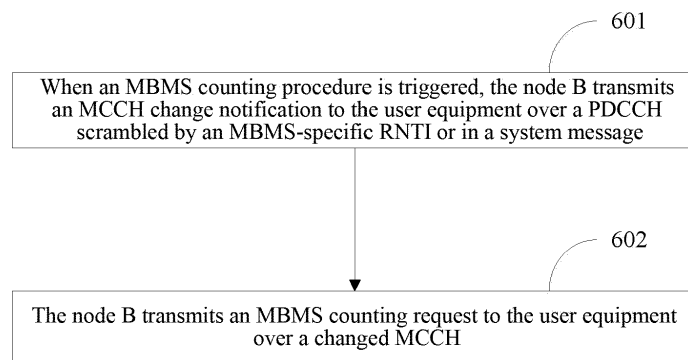 601
When an MBMS counting procedure is triggered, the node B transmits
an MCCH change notification to the user equipment over a PDCCH
scrambled by an MBMS-specific RNTI or in a system message
602
The node B transmits an MBMS counting request to the user equipment
over a changed MCCH